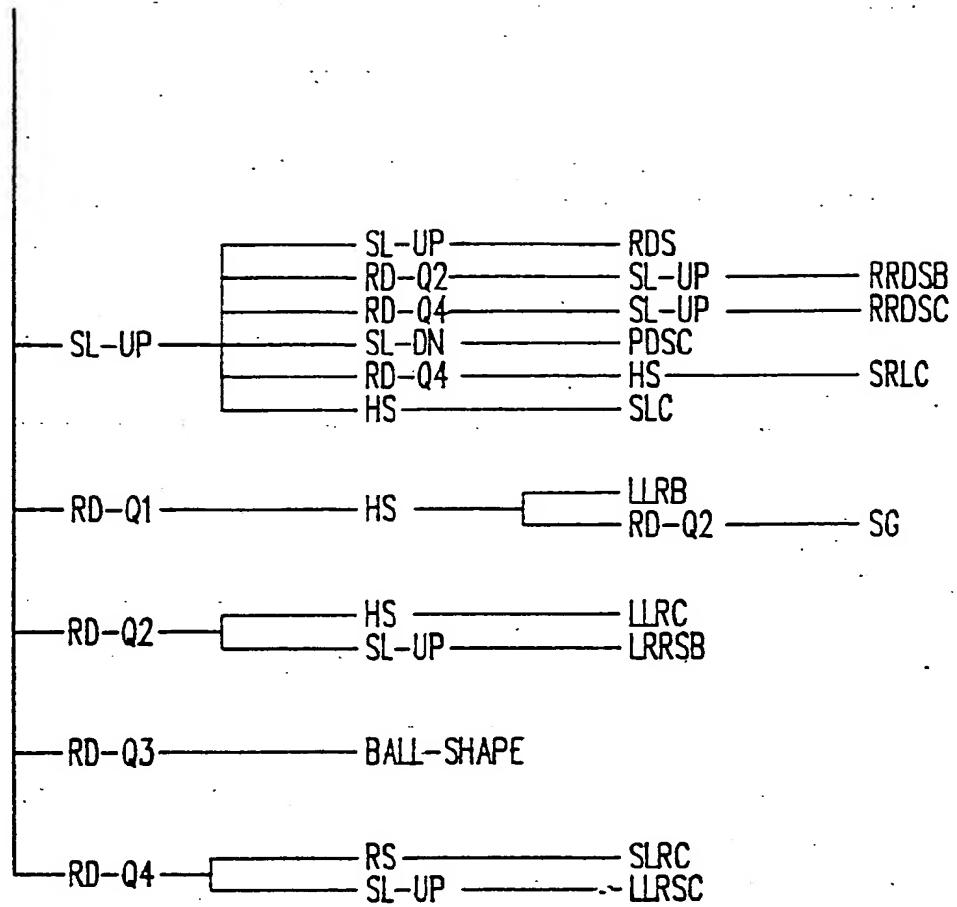 SL-UP RDS
RD-Q2 SL-UP RRDSB
RD-Q4 SL-UP RRDSC
SL-UP SL-DN PDSC
RD-Q4 HS SRLC
HS SLC
LLRB
RD-Q1 HS
RD-Q2 SG
HS LLRC
RD-Q2
SL-UP LRRSB
RD-Q3 BALL-SHAPE
RS SLRC
RD-Q4
SL-UP LLRSC